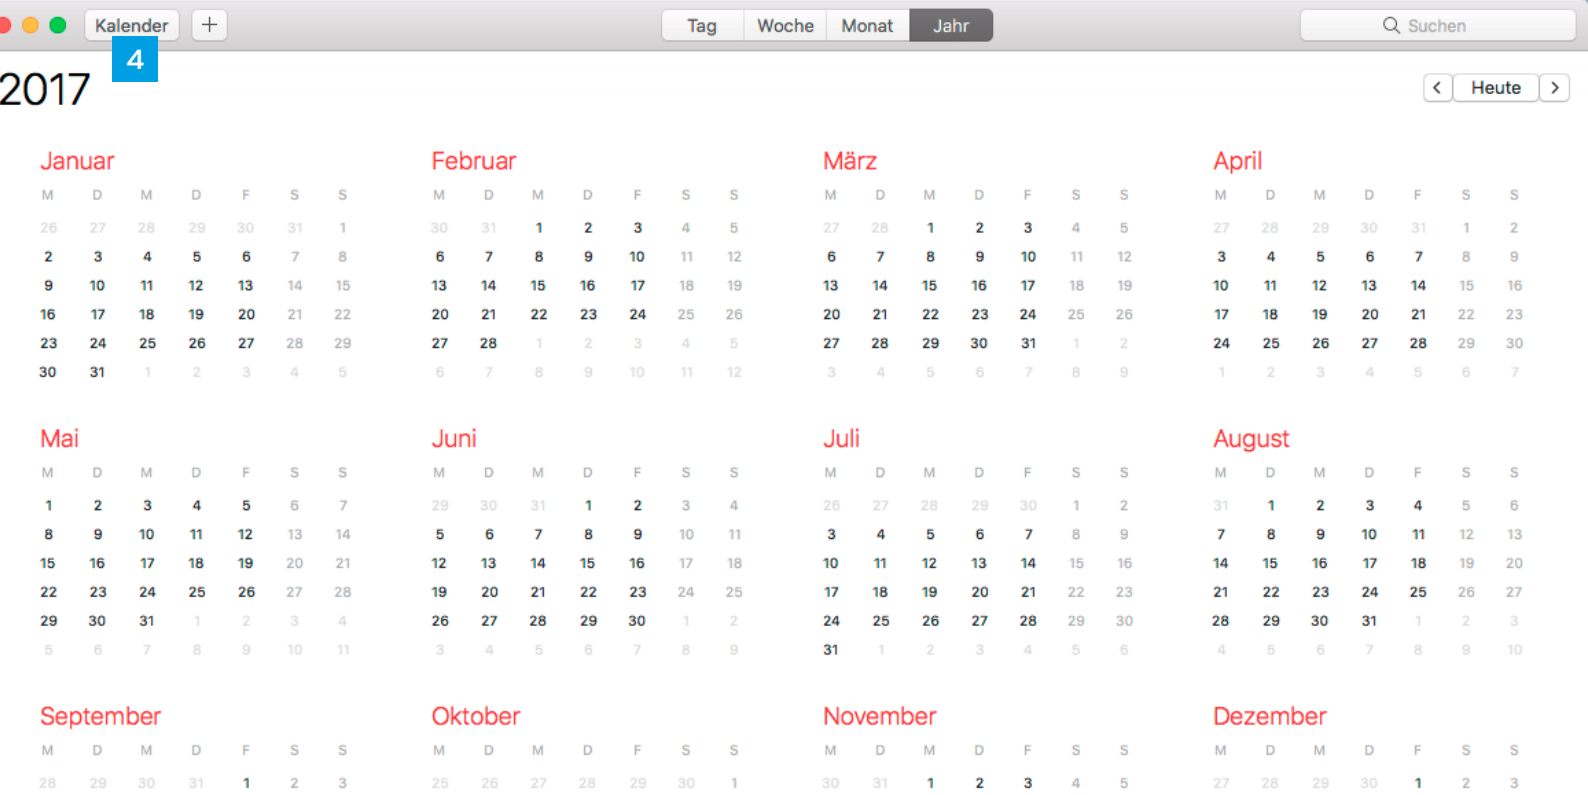 Kalender + Tag Woche Monat Jahr Suchen
4
2017 < Heute >
Januar Februar März April
M D M D F S S M D M D F S S M D M D F S S M D M D F S S
26 27 28 29 30 31 1 30 31 1 2 3 4 5 27 28 1 2 3 4 5 27 28 29 30 31 1 2
2 3 4 5 6 7 8 6 7 8 9 10 11 12 6 7 8 9 10 11 12 3 4 5 6 7 8 9
9 10 11 12 13 14 15 13 14 15 16 17 18 19 13 14 15 16 17 18 19 10 11 12 13 14 15 16
16 17 18 19 20 21 22 20 21 22 23 24 25 26 20 21 22 23 24 25 26 17 18 19 20 21 22 23
23 24 25 26 27 28 29 27 28 1 2 3 4 5 27 28 29 30 31 1 2 24 25 26 27 28 29 30
30 31 1 2 3 4 5 6 7 8 9 10 11 12 3 4 5 6 7 8 9 1 2 3 4 5 6 7
Mai Juni Juli August
M D M D F S S M D M D F S S M D M D F S S M D M D F S S
1 2 3 4 5 6 7 29 30 31 1 2 3 4 26 27 28 29 30 1 2 31 1 2 3 4 5 6
8 9 10 11 12 13 14 5 6 7 8 9 10 11 3 4 5 6 7 8 9 7 8 9 10 11 12 13
15 16 17 18 19 20 21 12 13 14 15 16 17 18 10 11 12 13 14 15 16 14 15 16 17 18 19 20
22 23 24 25 26 27 28 19 20 21 22 23 24 25 17 18 19 20 21 22 23 21 22 23 24 25 26 27
29 30 31 1 2 3 4 26 27 28 29 30 1 2 24 25 26 27 28 29 30 28 29 30 31 1 2 3
5 6 7 8 9 10 11 3 4 5 6 7 8 9 31 1 2 3 4 5 6 4 5 6 7 8 9 10
September Oktober November Dezember
M D M D F S S M D M D F S S M D M D F S S M D M D F S S
28 29 30 31 1 2 3 25 26 27 28 29 30 1 30 31 1 2 3 4 5 27 28 29 30 1 2 3